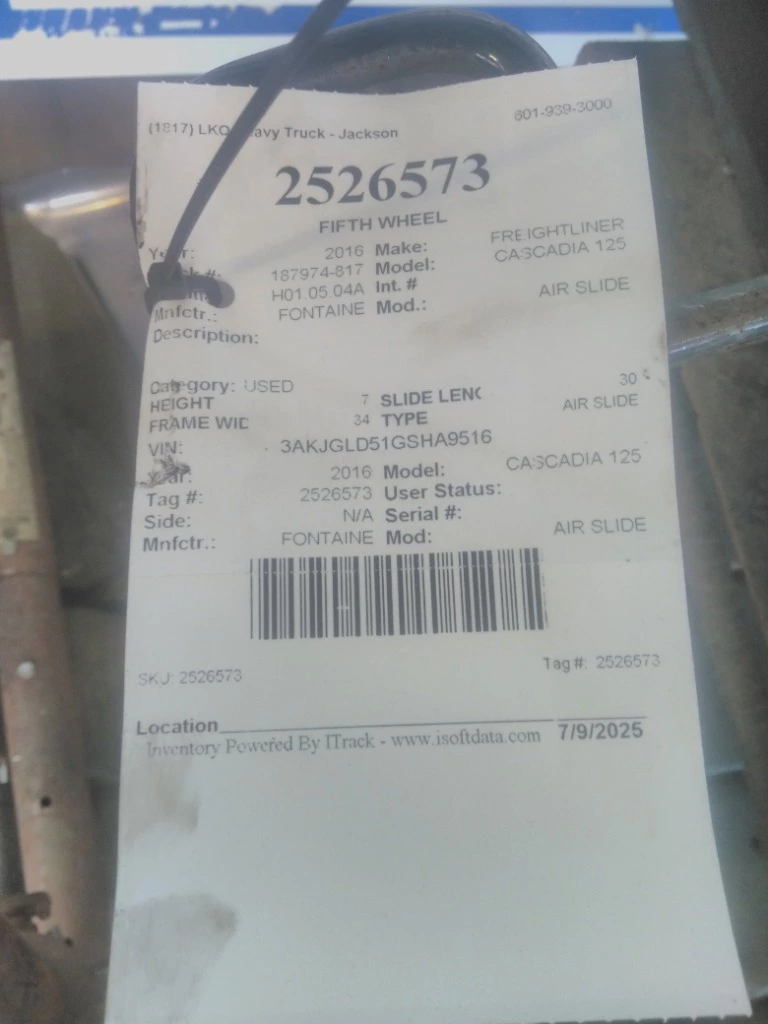 (1817) LKQ eavy Truck - Jackson 601-939-3000
2526573
FIFTH WHEEL
2016 Make: FREIGHTLINER
187974-817 Model: CASCADIA 125
H01.05.04A Int. #
Mnfctr.: FONTAINE Mod.: AIR SLIDE
Description:
Category: USED
HEIGHT 7 SLIDE LENG 30
FRAME WID 34 TYPE AIR SLIDE
VIN: 3AKJGLD51GSHA9516
Year: 2016 Model: CASCADIA 125
Tag #: 2526573 User Status:
Side: N/A Serial #:
Mnfctr.: FONTAINE Mod: AIR SLIDE
SKU: 2526573 Tag #: 2526573
Location
Inventory Powered By ITrack - www.isoftdata.com 7/9/2025